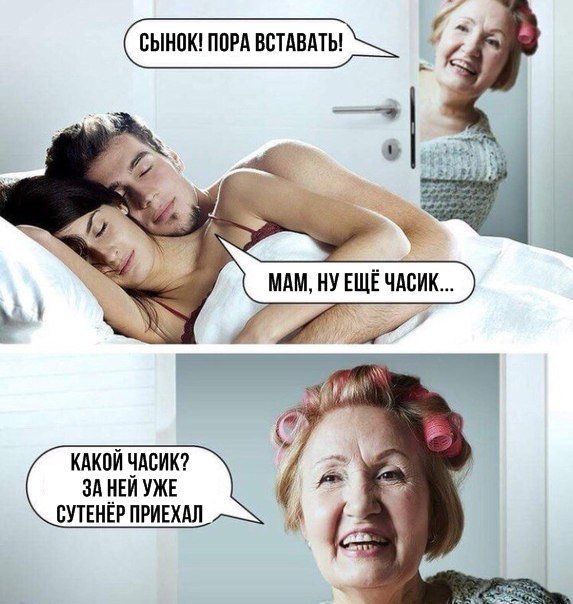 СЫНОК! ПОРА ВСТАВАТЬ!
МАМ, НУ ЕЩЁ ЧАСИК...
КАКОЙ ЧАСИК?
ЗА НЕЙ УЖЕ
СУТЕНЁР ПРИЕХАЛ